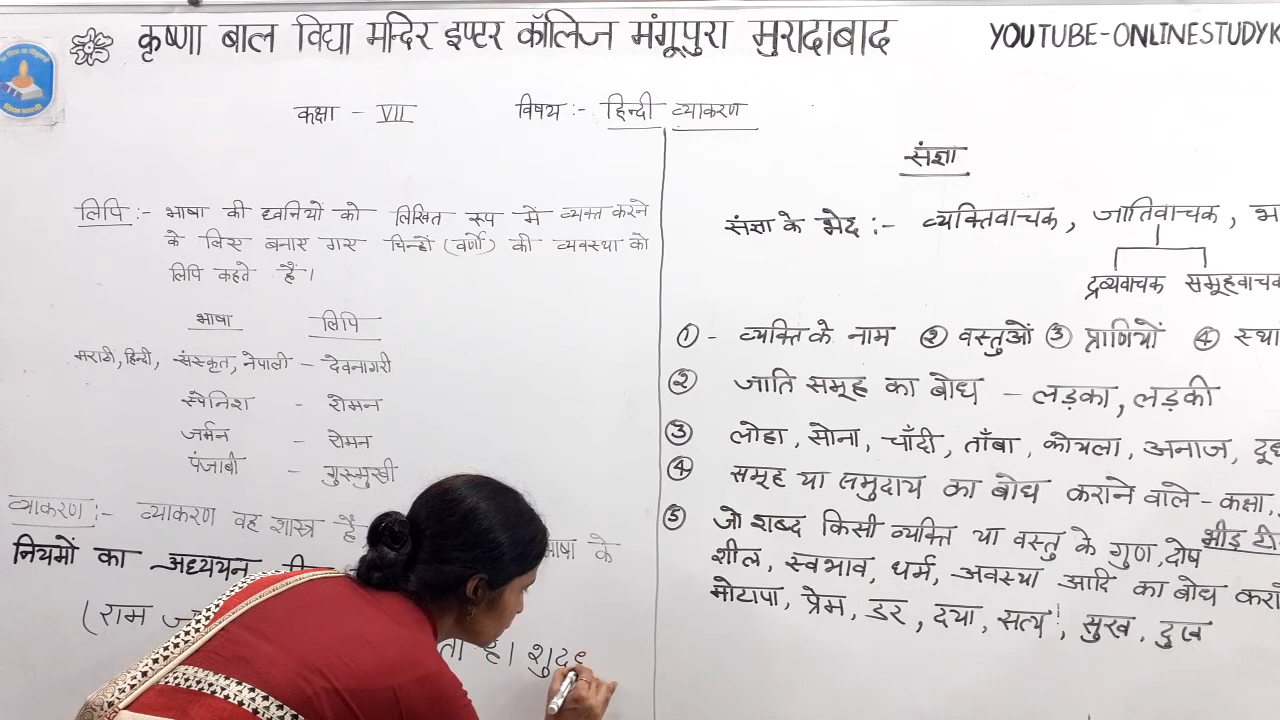 कृष्णा बाल विद्या मन्दिर इण्टर कॉलिज मंगूपुरा मुरादाबाद
YOUTUBE-ONLINESTUDYK
कक्षा - VII विषय :- हिन्दी व्याकरण
लिपि :- भाषा की ध्वनियों को लिखित रूप में व्यक्त करने
के लिए बनाए गए चिन्हों (वर्णों) की व्यवस्था को
लिपि कहते हैं।
भाषा लिपि
मराठी, हिन्दी, संस्कृत, नेपाली - देवनागरी
स्पेनिश - रोमन
जर्मन - रोमन
पंजाबी - गुरूमुखी
व्याकरण :- व्याकरण वह शास्त्र है भाषा के
नियमों का अध्ययन
(राम
है। शुद्ध
संज्ञा
संज्ञा के भेद :- व्यक्तिवाचक, जातिवाचक, भा
द्रव्यवाचक समूहवाचक
① - व्यक्ति के नाम ② वस्तुओं ③ प्राणियों ④ स्था
② जाति समूह का बोध - लड़का, लड़की
③ लोहा, सोना, चाँदी, ताँबा, कोयला, अनाज, दूध
④ समूह या समुदाय का बोध कराने वाले - कक्षा,
भीड़
⑤ जो शब्द किसी व्यक्ति या वस्तु के गुण, दोष
शील, स्वभाव, धर्म, अवस्था आदि का बोध करा
मोटापा, प्रेम, डर, दया, सत्य, सुख, दुख